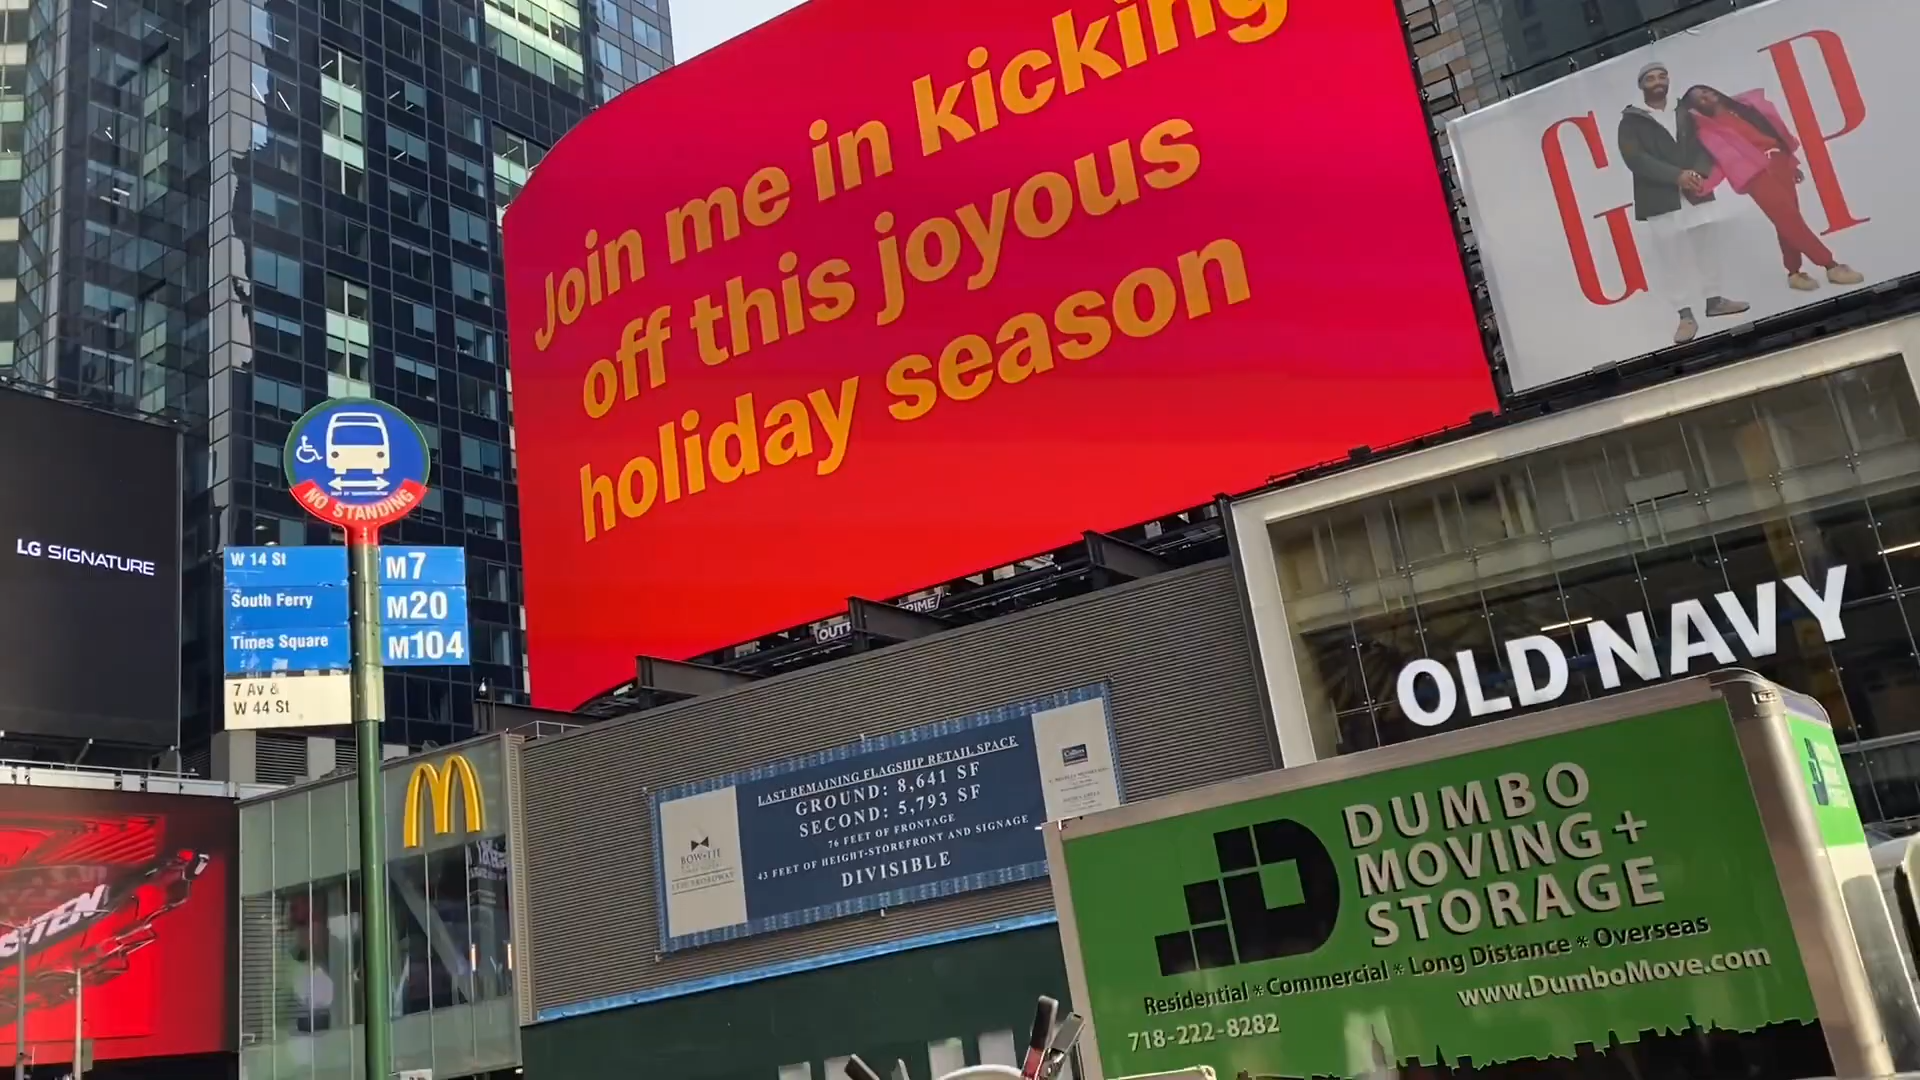 Join me in kicking
off this joyous
holiday season
GAP
LG SIGNATURE
NO STANDING
W 14 St
M7
South Ferry
M20
Times Square
M104
7 Av &
W 44 St
OLD NAVY
LAST REMAINING FLAGSHIP RETAIL SPACE
GROUND: 8,641 SF
SECOND: 5,793 SF
76 FEET OF FRONTAGE
43 FEET OF HEIGHT-STOREFRONT AND SIGNAGE
DIVISIBLE
BOW TIE
Colliers
DUMBO
MOVING+
STORAGE
Residential * Commercial * Long Distance * Overseas
www.DumboMove.com
718-222-8282